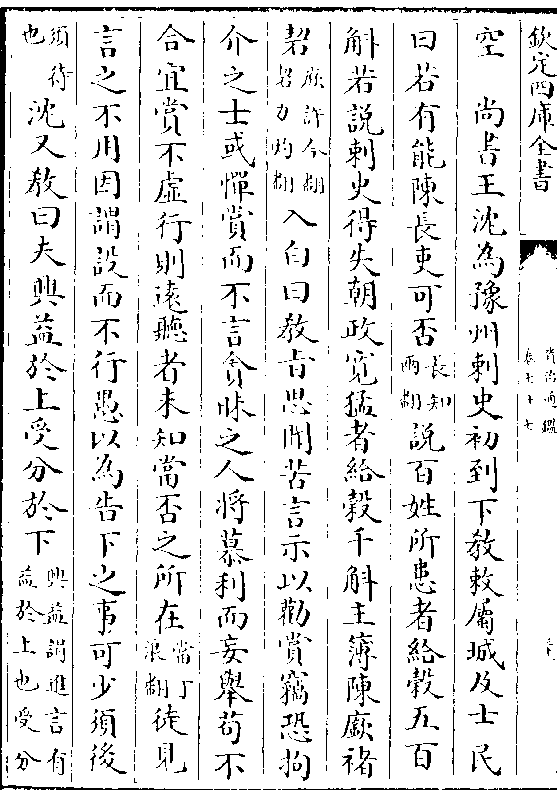 欽定四庫全書
資治通鑑
卷七十七
空　尚書王沈為豫州刺史初到下教敕屬城及士民
曰若有能陳長吏可否長知兩翻說百姓所患者給穀五百
斛若說刺史得失朝政寛猛者給穀千斛主簿陳廞褚
䂮廞許今翻䂮力灼翻入白曰教旨思聞苦言示以勸賞竊恐拘
介之士或憚賞而不言貪昧之人將慕利而妄舉苟不
合宜賞不虛行則遠聽者未知當否之所在當丁浪翻徒見
言之不用因謂設而不行愚以為告下之事可少須後
須待也沈又教曰夫興益於上受分於下興益謂進言有益於上也受分